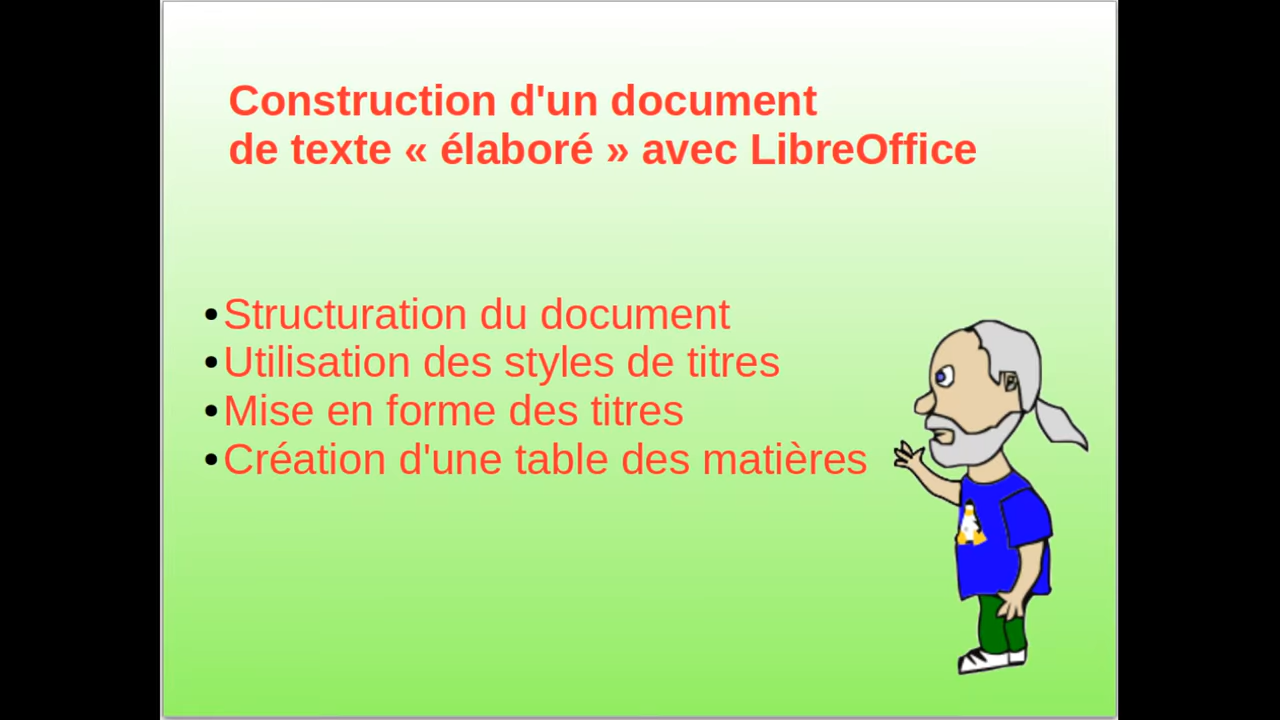 Construction d'un document
de texte « élaboré » avec LibreOffice
•Structuration du document
•Utilisation des styles de titres
•Mise en forme des titres
•Création d'une table des matières